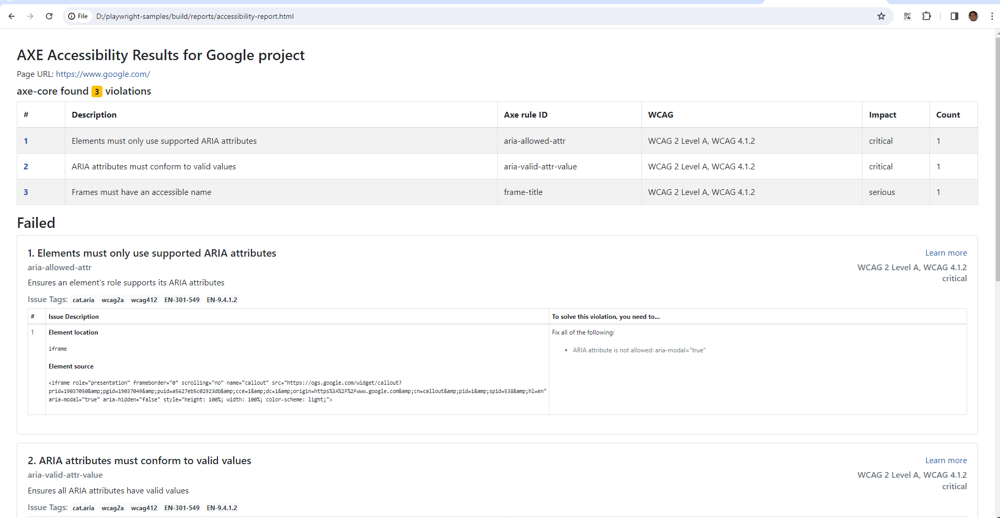 File D:/playwright-samples/build/reports/accessibility-report.html
AXE Accessibility Results for Google project
Page URL: https://www.google.com/
axe-core found 3 violations
# Description Axe rule ID WCAG Impact Count
1 Elements must only use supported ARIA attributes aria-allowed-attr WCAG 2 Level A, WCAG 4.1.2 critical 1
2 ARIA attributes must conform to valid values aria-valid-attr-value WCAG 2 Level A, WCAG 4.1.2 critical 1
3 Frames must have an accessible name frame-title WCAG 2 Level A, WCAG 4.1.2 serious 1
Failed
1. Elements must only use supported ARIA attributes Learn more
aria-allowed-attr WCAG 2 Level A, WCAG 4.1.2
critical
Ensures an element's role supports its ARIA attributes
Issue Tags: cat.aria wcag2a wcag412 EN-301-549 EN-9.4.1.2
# Issue Description To solve this violation, you need to...
1 Element location Fix all of the following:
iframe • ARIA attribute is not allowed: aria-modal="true"
Element source
<iframe role="presentation" frameborder="0" scrolling="no" name="callout" src="https://ogs.google.com/widget/callout?
prid=19037050&amp;pgid=19037049&amp;puid=a5627eb5c02923db&amp;cce=1&amp;dc=1&amp;origin=https%3A%2F%2Fwww.google.com&amp;cn=callout&amp;pid=1&amp;spid=538&amp;hl=en"
aria-modal="true" aria-hidden="false" style="height: 100%; width: 100%; color-scheme: light;">
2. ARIA attributes must conform to valid values Learn more
aria-valid-attr-value WCAG 2 Level A, WCAG 4.1.2
critical
Ensures all ARIA attributes have valid values
Issue Tags: cat.aria wcag2a wcag412 EN-301-549 EN-9.4.1.2